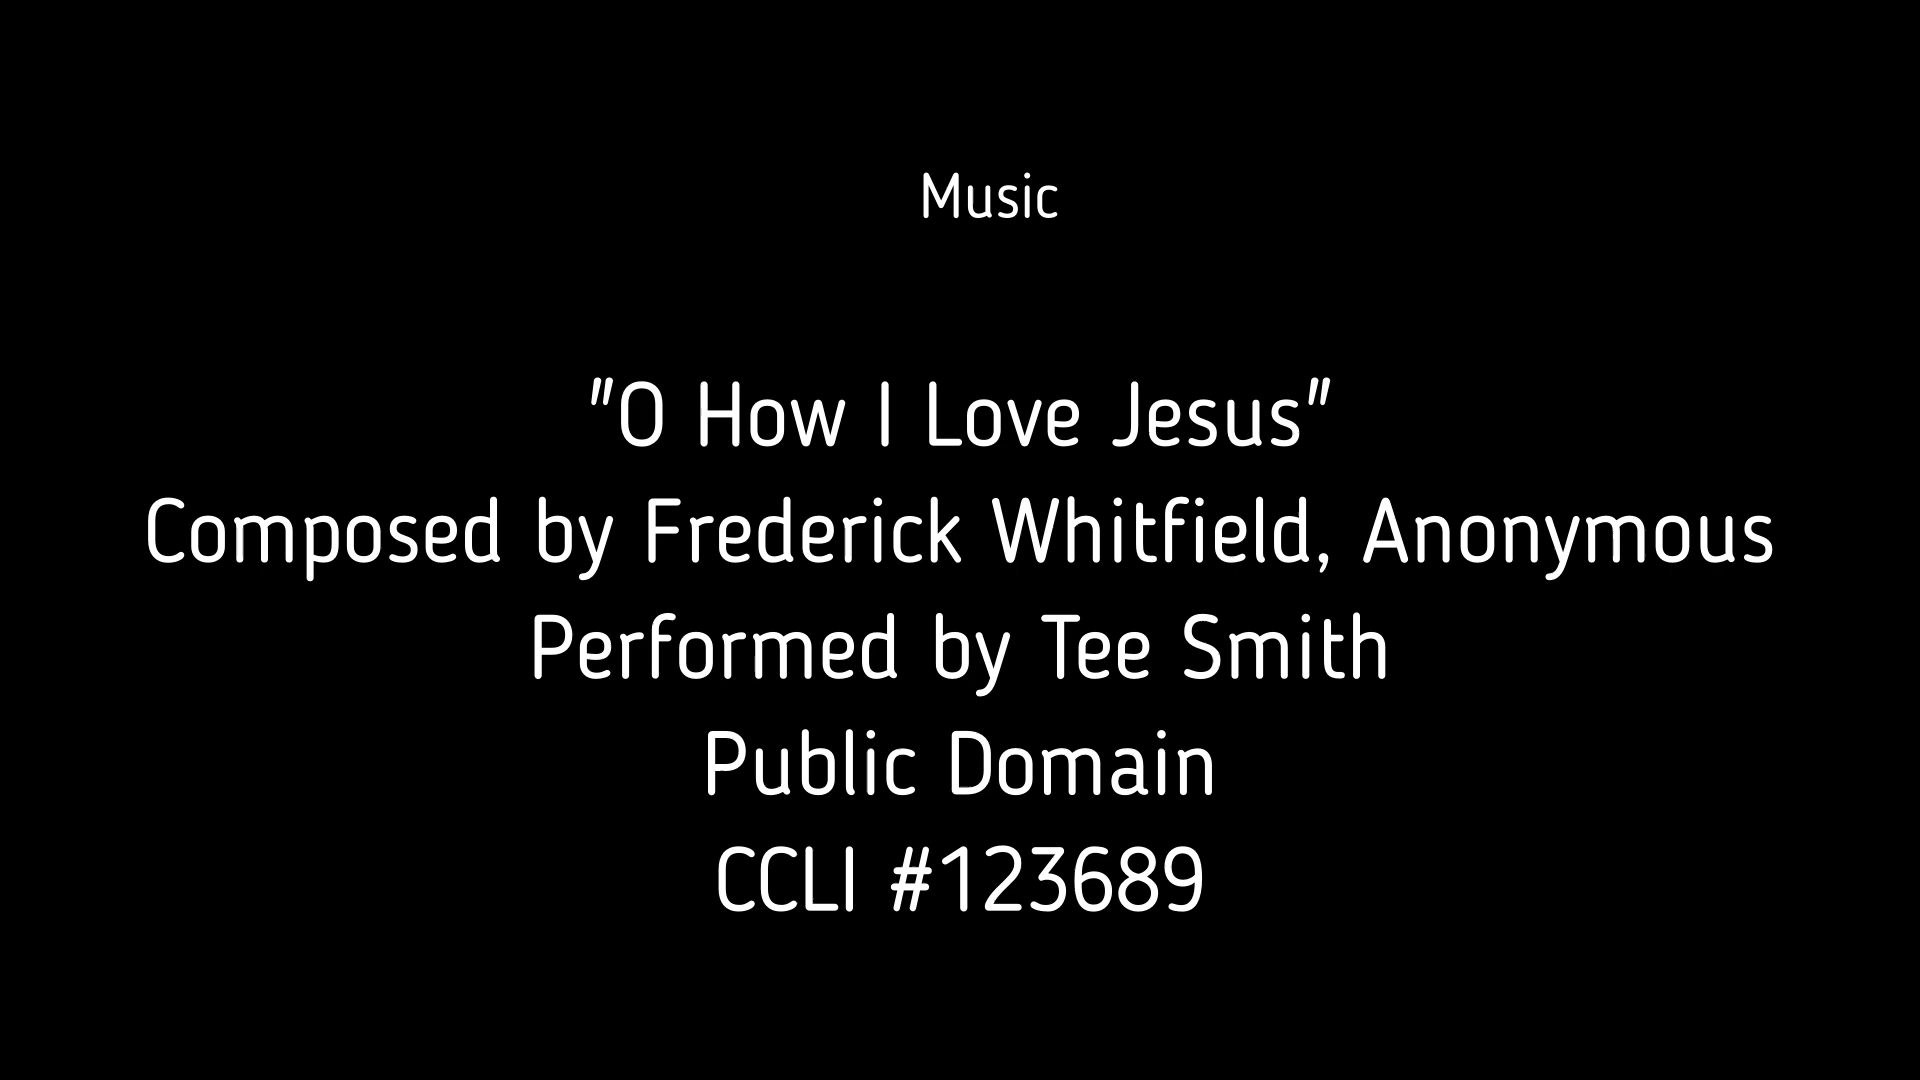 Music
"O How I Love Jesus"
Composed by Frederick Whitfield, Anonymous
Performed by Tee Smith
Public Domain
CCLI #123689